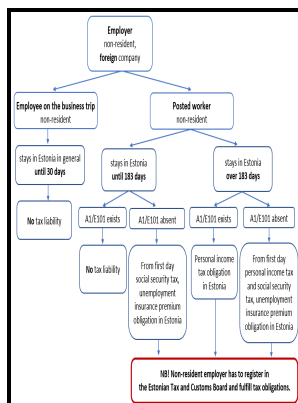 Employer
non-resident,
foreign company
Employee on the business trip
non-resident
Posted worker
non-resident
stays in Estonia in general
until 30 days
stays in Estonia
until 183 days
stays in Estonia
over 183 days
No tax liability
A1/E101 exists
A1/E101 absent
A1/E101 exists
A1/E101 absent
No tax liability
From first day
social security tax,
unemployment
insurance premium
obligation in Estonia
Personal income
tax obligation
in Estonia
From first day
personal income tax
and social security
tax, unemployment
insurance premium
obligation in Estonia
NB! Non-resident employer has to register in
the Estonian Tax and Customs Board and fulfill tax obligations.